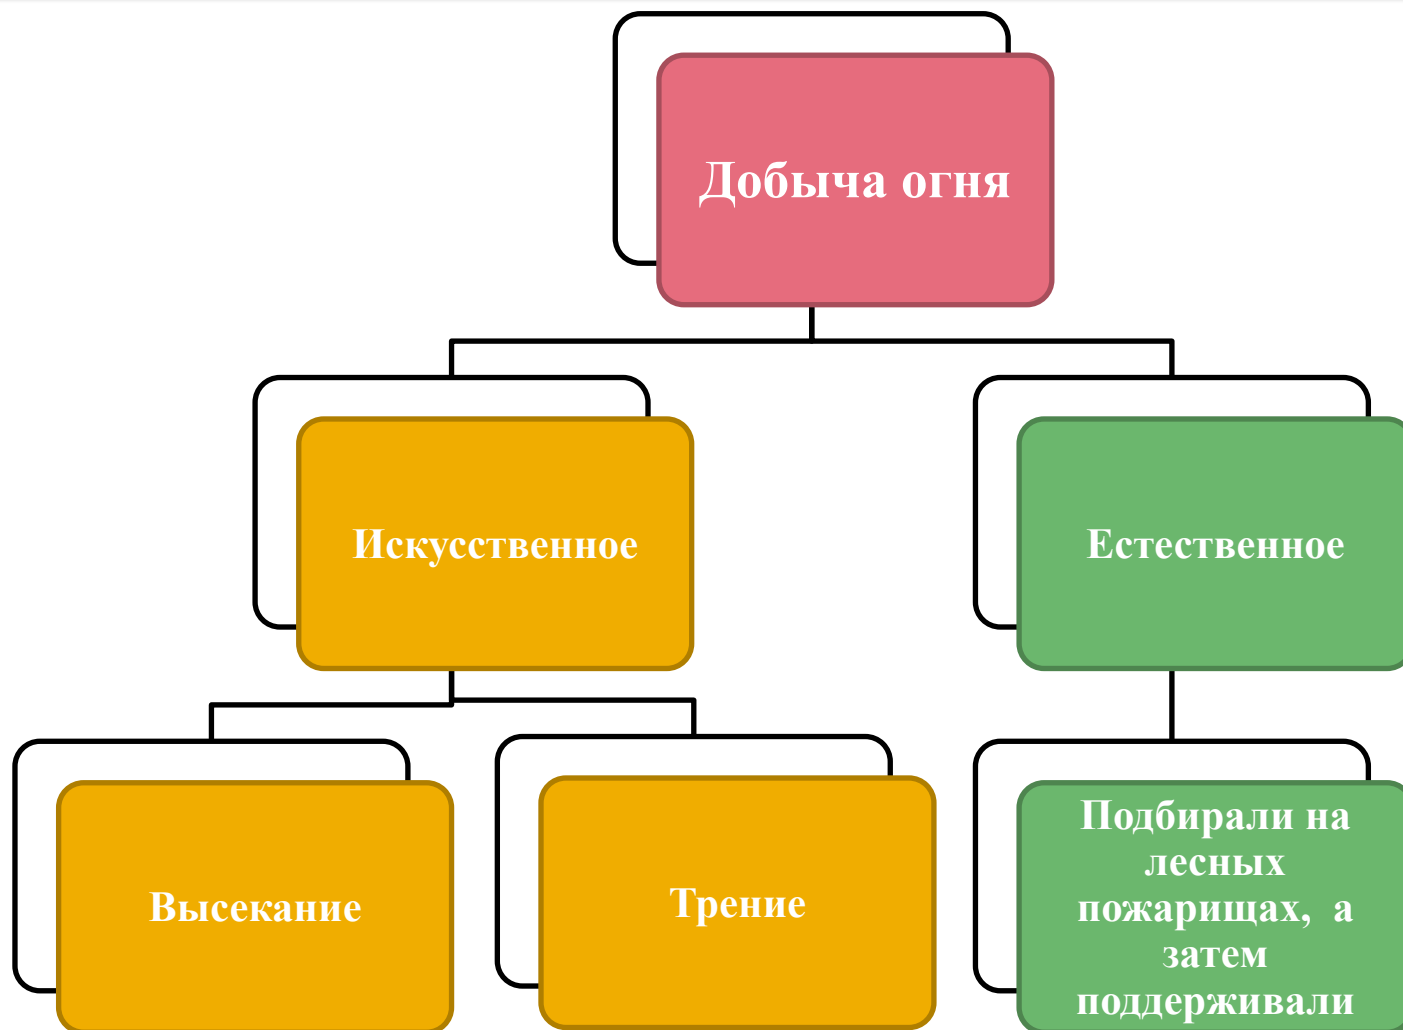 Добыча огня
Искусственное
Естественное
Высекание
Трение
Подбирали на
лесных
пожарищах, а
затем
поддерживали